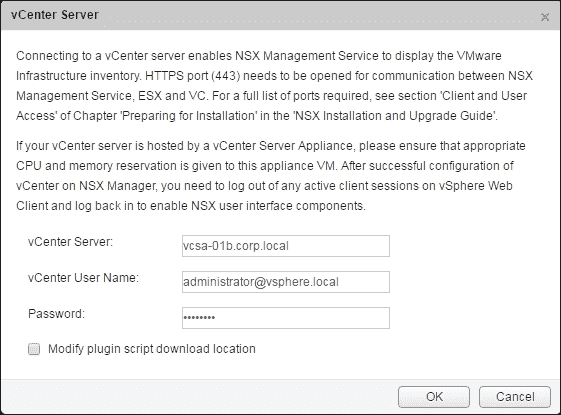 vCenter Server
Connecting to a vCenter server enables NSX Management Service to display the VMware
Infrastructure inventory. HTTPS port (443) needs to be opened for communication between NSX
Management Service, ESX and VC. For a full list of ports required, see section 'Client and User
Access' of Chapter 'Preparing for Installation' in the 'NSX Installation and Upgrade Guide'.
If your vCenter server is hosted by a vCenter Server Appliance, please ensure that appropriate
CPU and memory reservation is given to this appliance VM. After successful configuration of
vCenter on NSX Manager, you need to log out of any active client sessions on vSphere Web
Client and log back in to enable NSX user interface components.
vCenter Server: vcsa-01b.corp.local
vCenter User Name: administrator@vsphere.local
Password: ••••••••
Modify plugin script download location
OK Cancel